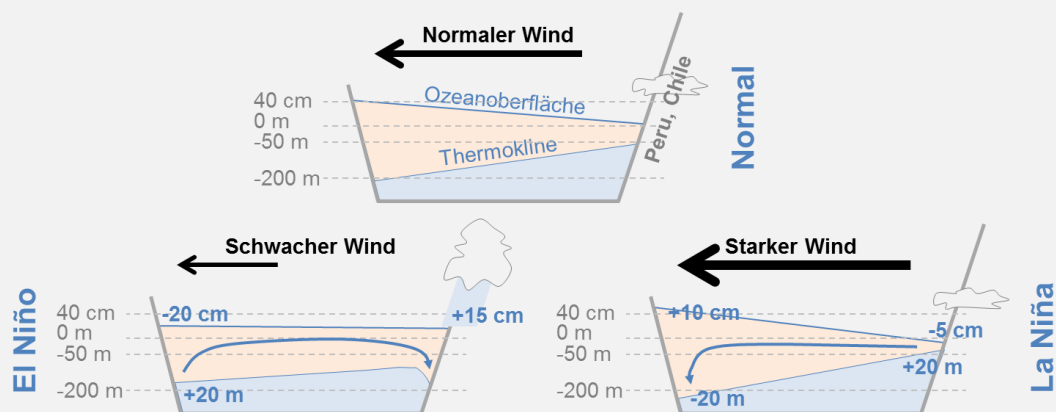 Normaler Wind
40 cm
0 m
-50 m
-200 m
Ozeanoberfläche
Thermokline
Peru, Chile
Normal
El Niño
Schwacher Wind
40 cm
0 m
-50 m
-200 m
-20 cm
+15 cm
+20 m
Starker Wind
40 cm
0 m
-50 m
-200 m
+10 cm
-5 cm
+20 m
-20 m
La Niña